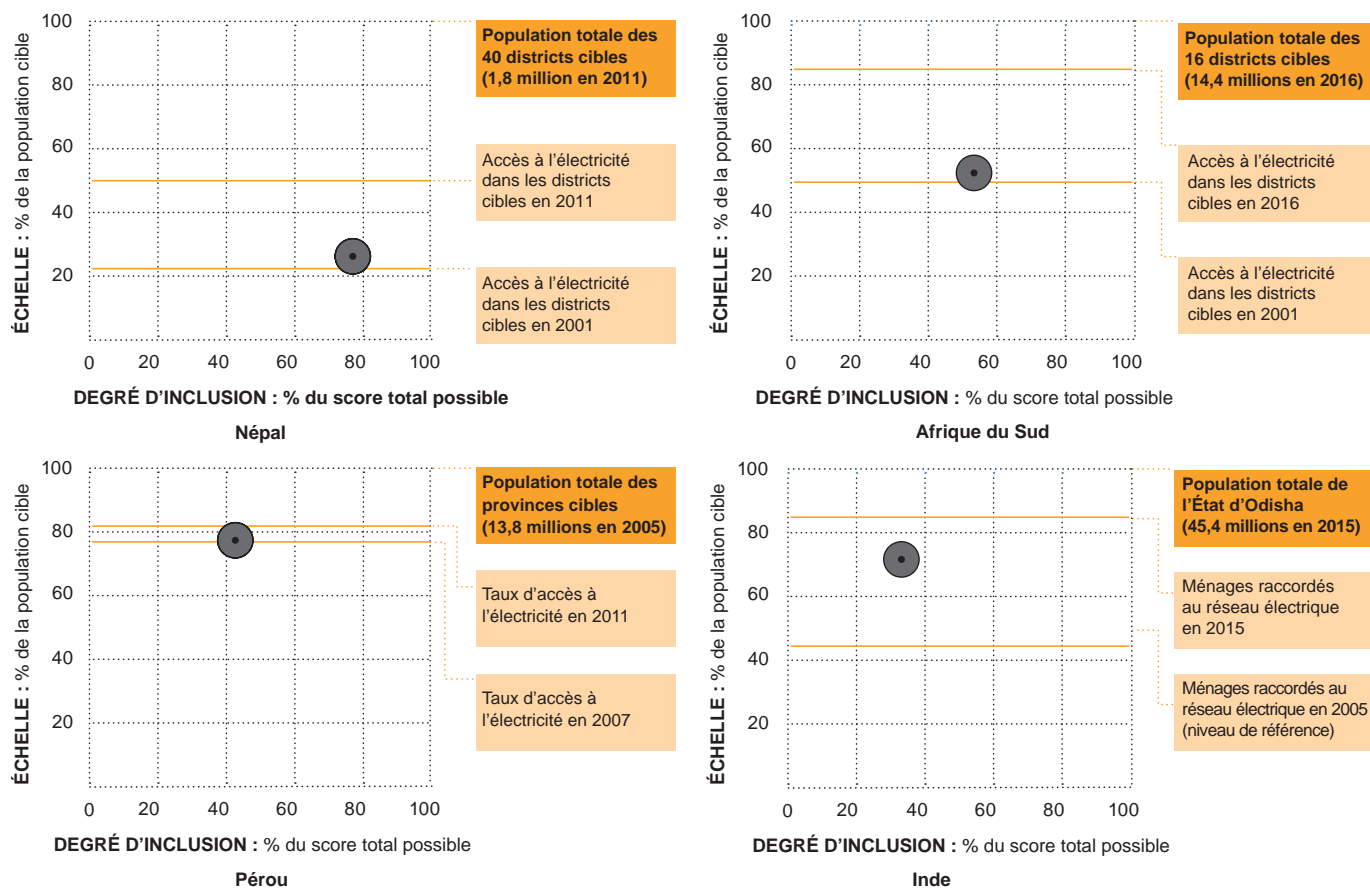 ÉCHELLE : % de la population cible
100
80
60
40
20
0 20 40 60 80 100
DEGRÉ D’INCLUSION : % du score total possible
Népal
Population totale des
40 districts cibles
(1,8 million en 2011)
Accès à l’électricité
dans les districts
cibles en 2011
Accès à l’électricité
dans les districts
cibles en 2001
ÉCHELLE : % de la population cible
100
80
60
40
20
0 20 40 60 80 100
DEGRÉ D’INCLUSION : % du score total possible
Afrique du Sud
Population totale des
16 districts cibles
(14,4 millions en 2016)
Accès à l’électricité
dans les districts
cibles en 2016
Accès à l’électricité
dans les districts
cibles en 2001
ÉCHELLE : % de la population cible
100
80
60
40
20
0 20 40 60 80 100
DEGRÉ D’INCLUSION : % du score total possible
Pérou
Population totale des
provinces cibles
(13,8 millions en 2005)
Taux d’accès à
l’électricité en 2011
Taux d’accès à
l’électricité en 2007
ÉCHELLE : % de la population cible
100
80
60
40
20
0 20 40 60 80 100
DEGRÉ D’INCLUSION : % du score total possible
Inde
Population totale de
l’État d’Odisha
(45,4 millions en 2015)
Ménages raccordés
au réseau électrique
en 2015
Ménages raccordés au
réseau électrique en 2005
(niveau de référence)